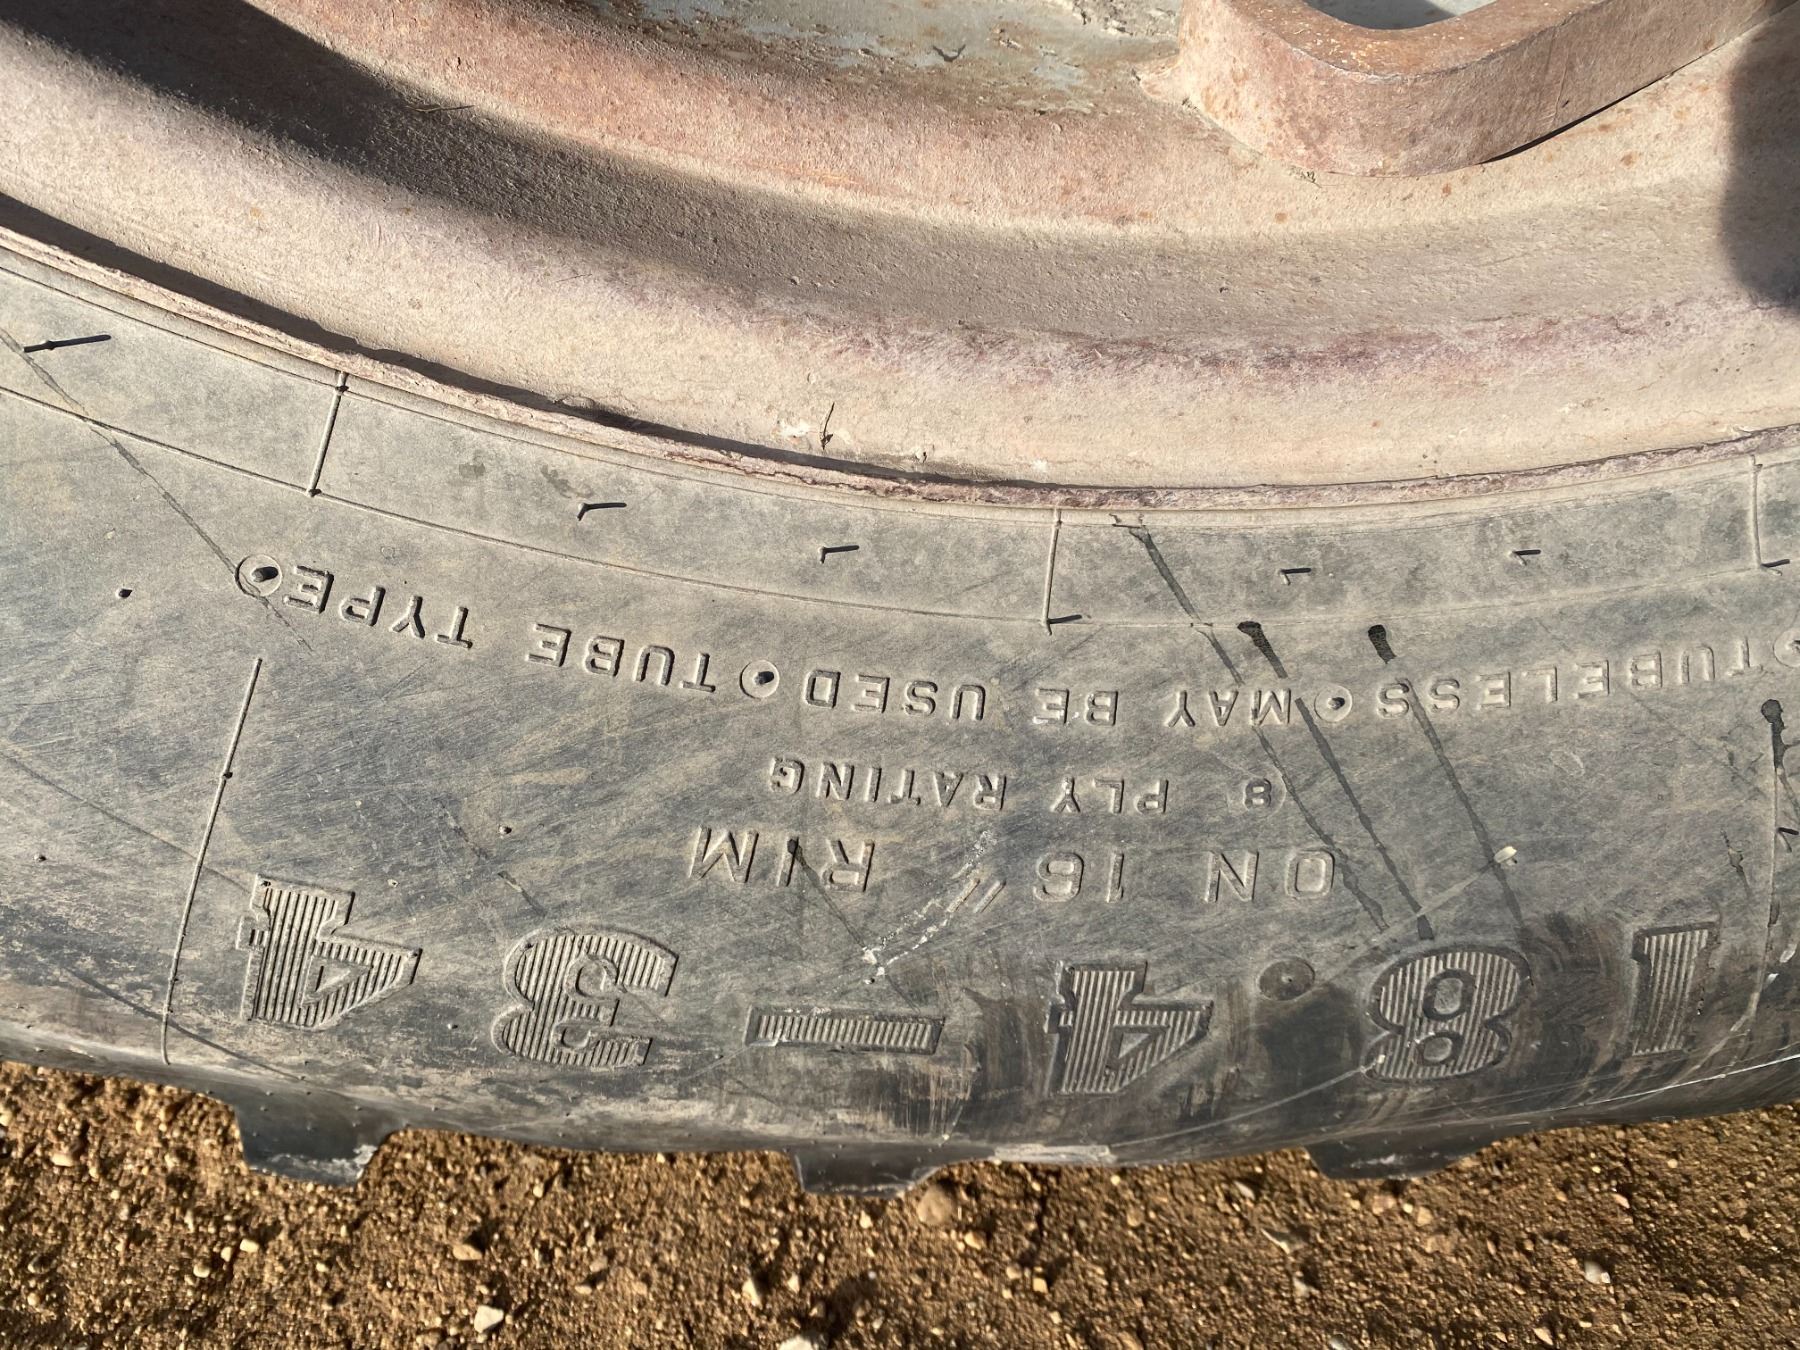 18.4-34
ON 16" RIM
8 PLY RATING
⊙TUBELESS⊙MAY BE USED⊙TUBE TYPE⊙